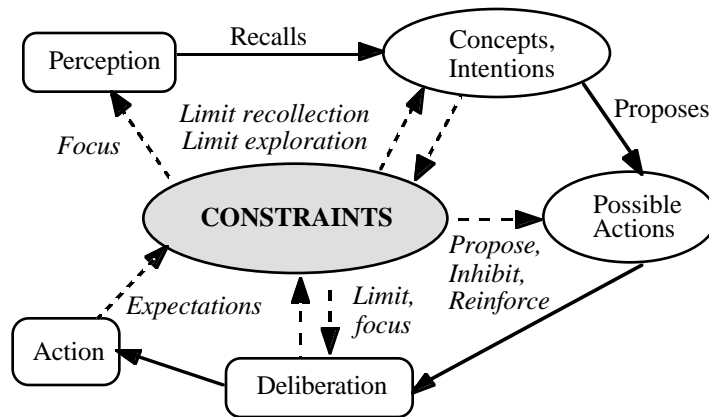 Perception
Recalls
Concepts,
Intentions
Proposes
Focus
Limit recollection
Limit exploration
CONSTRAINTS
Possible
Actions
Propose,
Inhibit,
Reinforce
Expectations
Limit,
focus
Action
Deliberation